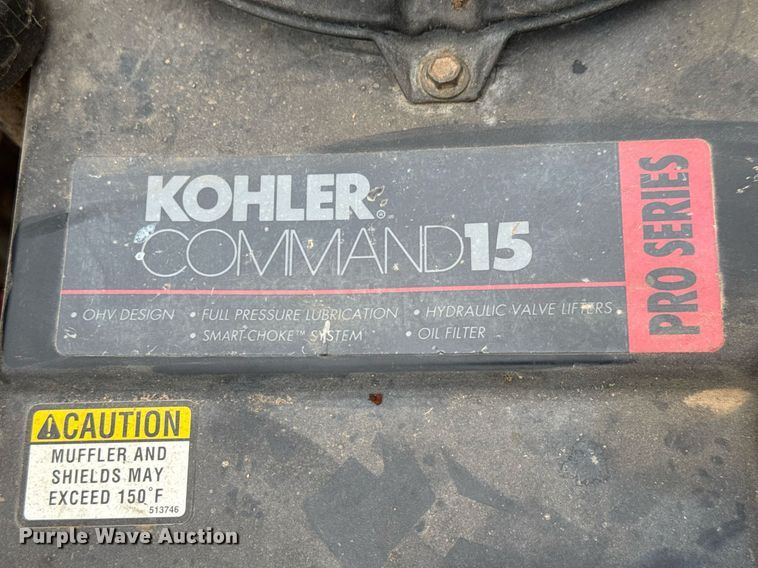 KOHLER®
COMMAND15
PRO SERIES
• OHV DESIGN • FULL PRESSURE LUBRICATION • HYDRAULIC VALVE LIFTERS
• SMART-CHOKE™ SYSTEM • OIL FILTER
CAUTION
MUFFLER AND
SHIELDS MAY
EXCEED 150°F
513746
Purple Wave Auction